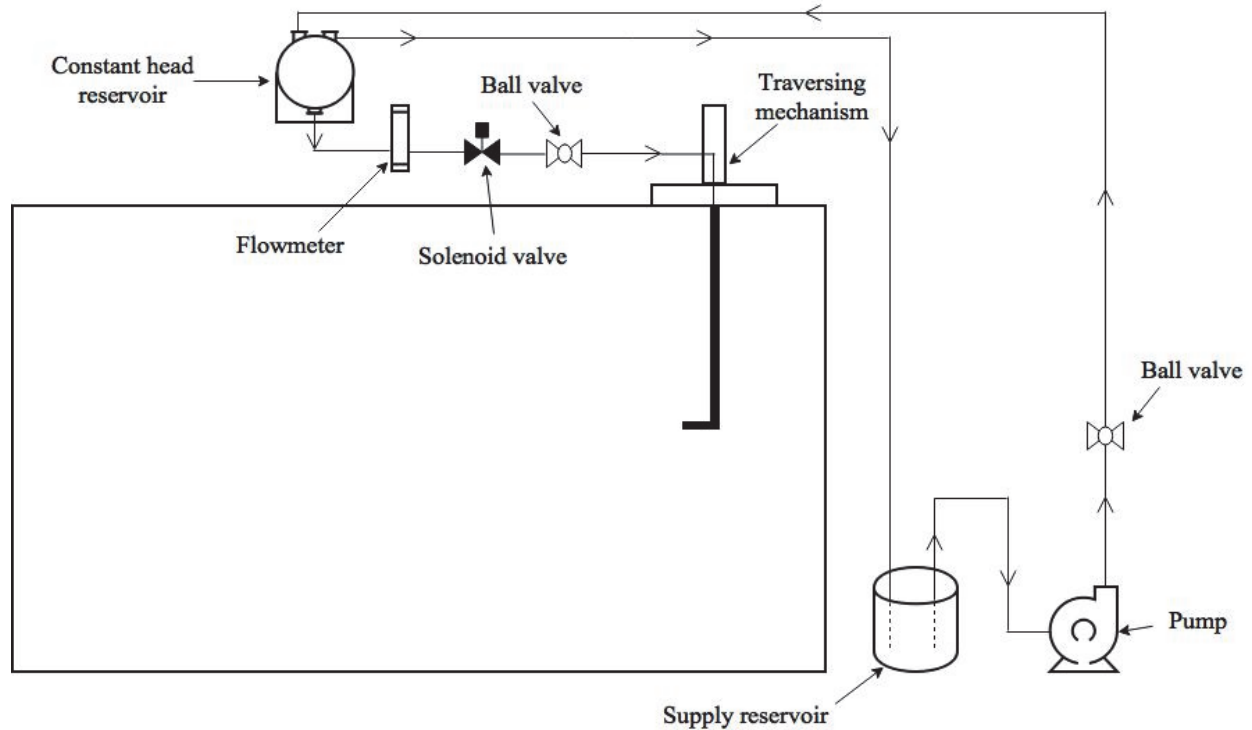 Constant head
reservoir
Ball valve
Traversing
mechanism
Flowmeter
Solenoid valve
Ball valve
Pump
Supply reservoir